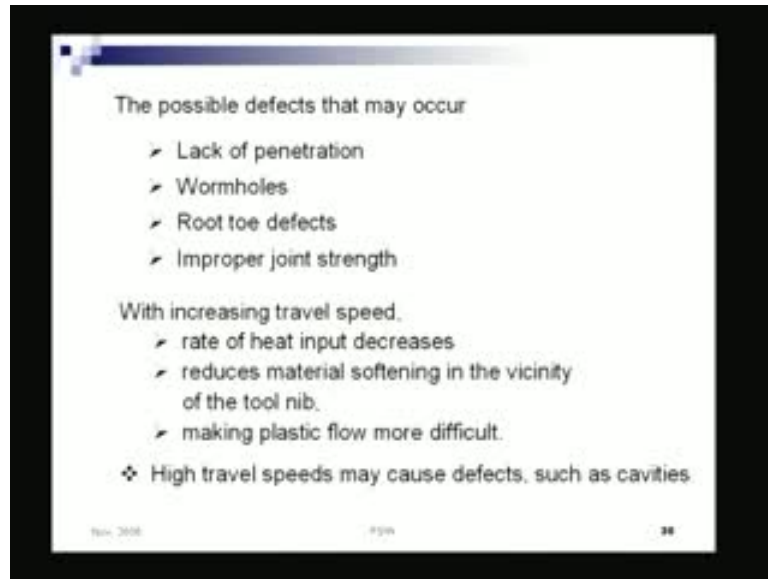 The possible defects that may occur
➢ Lack of penetration
➢ Wormholes
➢ Root toe defects
➢ Improper joint strength
With increasing travel speed,
➢ rate of heat input decreases
➢ reduces material softening in the vicinity
of the tool nib,
➢ making plastic flow more difficult.
❖ High travel speeds may cause defects, such as cavities
FSW